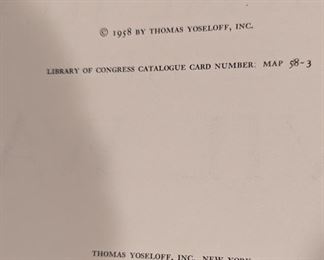 © 1958 BY THOMAS YOSELOFF, INC.
LIBRARY OF CONGRESS CATALOGUE CARD NUMBER: MAP 58-3
THOMAS YOSELOFF, INC. NEW YORK